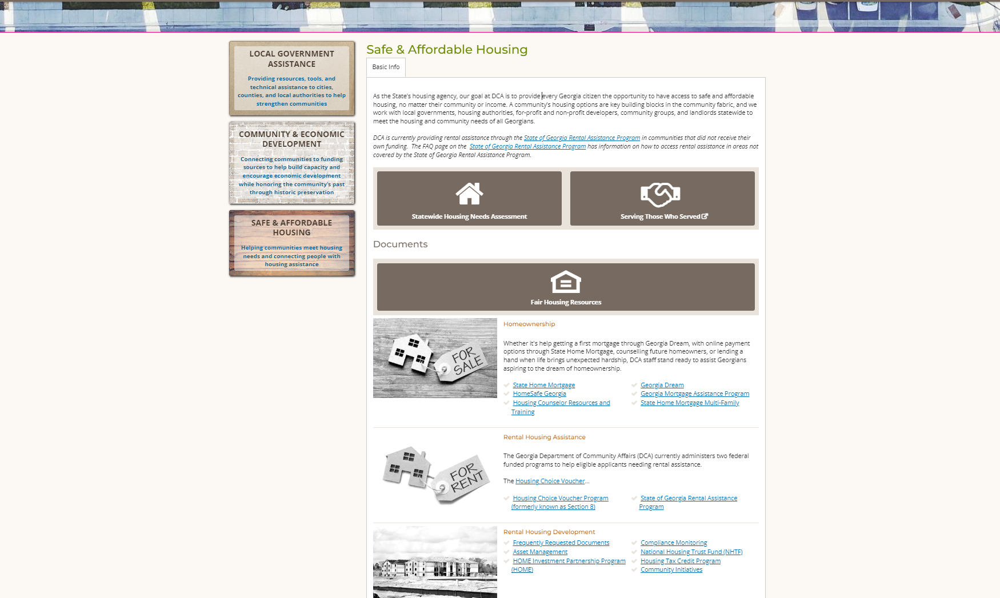 LOCAL GOVERNMENT
ASSISTANCE
Providing resources, tools, and
technical assistance to cities,
counties, and local authorities to help
strengthen communities
COMMUNITY & ECONOMIC
DEVELOPMENT
Connecting communities to funding
sources to help build capacity and
encourage economic development
while honoring the community's past
through historic preservation
SAFE & AFFORDABLE
HOUSING
Helping communities meet housing
needs and connecting people with
housing assistance
Safe & Affordable Housing
Basic Info
As the State's housing agency, our goal at DCA is to provide every Georgia citizen the opportunity to have access to safe and affordable
housing, no matter their community or income. A community's housing options are key building blocks in the community fabric, and we
work with local governments, housing authorities, for-profit and non-profit developers, community groups, and landlords statewide to
meet the housing and community needs of all Georgians.
DCA is currently providing rental assistance through the State of Georgia Rental Assistance Program in communities that did not receive their
own funding. The FAQ page on the State of Georgia Rental Assistance Program has information on how to access rental assistance in areas not
covered by the State of Georgia Rental Assistance Program.
Statewide Housing Needs Assessment
Serving Those Who Served
Documents
Fair Housing Resources
FOR
SALE
Homeownership
Whether it's help getting a first mortgage through Georgia Dream, with online payment
options through State Home Mortgage, counselling future homeowners, or lending a
hand when life brings unexpected hardship, DCA staff stand ready to assist Georgians
aspiring to the dream of homeownership.
State Home Mortgage
HomeSafe Georgia
Housing Counselor Resources and
Training
Georgia Dream
Georgia Mortgage Assistance Program
State Home Mortgage Multi-Family
FOR
RENT
Rental Housing Assistance
The Georgia Department of Community Affairs (DCA) currently administers two federal
funded programs to help eligible applicants needing rental assistance.
The Housing Choice Voucher...
Housing Choice Voucher Program
(formerly known as Section 8)
State of Georgia Rental Assistance
Program
Rental Housing Development
Frequently Requested Documents
Asset Management
HOME Investment Partnership Program
(HOME)
Compliance Monitoring
National Housing Trust Fund (NHTF)
Housing Tax Credit Program
Community Initiatives